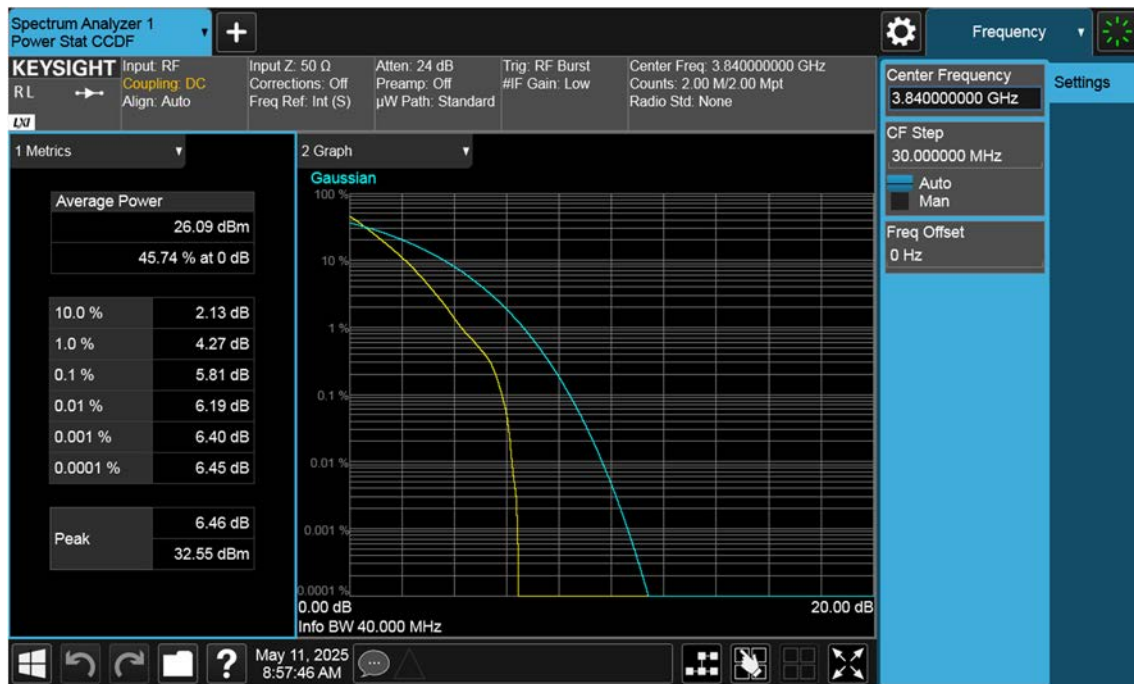 Spectrum Analyzer 1
Power Stat CCDF
Frequency
KEYSIGHT
RL
LXI
Input: RF
Coupling: DC
Align: Auto
Input Z: 50 Ω
Corrections: Off
Freq Ref: Int (S)
Atten: 24 dB
Preamp: Off
µW Path: Standard
Trig: RF Burst
#IF Gain: Low
Center Freq: 3.840000000 GHz
Counts: 2.00 M/2.00 Mpt
Radio Std: None
Center Frequency
3.840000000 GHz
Settings
CF Step
30.000000 MHz
Auto
Man
Freq Offset
0 Hz
1 Metrics
Average Power
26.09 dBm
45.74 % at 0 dB
10.0 % 2.13 dB
1.0 % 4.27 dB
0.1 % 5.81 dB
0.01 % 6.19 dB
0.001 % 6.40 dB
0.0001 % 6.45 dB
Peak
6.46 dB
32.55 dBm
2 Graph
Gaussian
100 %
10 %
1 %
0.1 %
0.01 %
0.001 %
0.0001 %
0.00 dB 20.00 dB
Info BW 40.000 MHz
?
May 11, 2025
8:57:46 AM